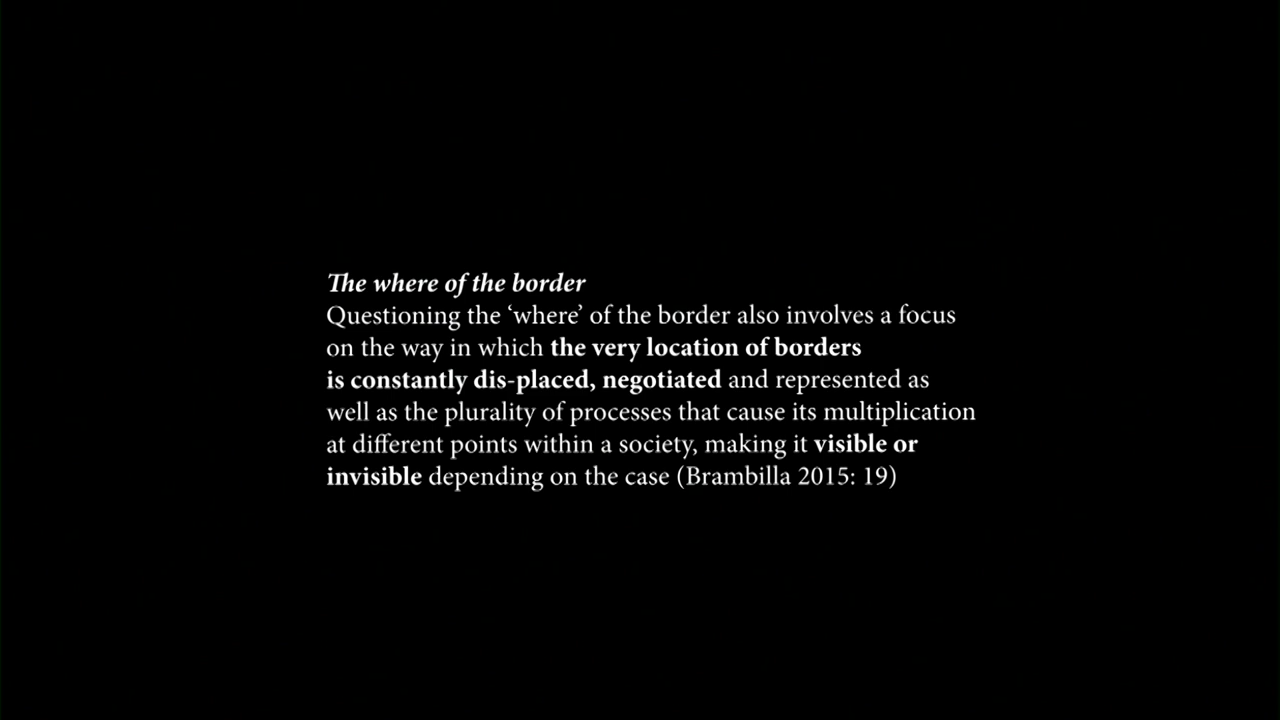 The where of the border
Questioning the ‘where’ of the border also involves a focus
on the way in which the very location of borders
is constantly dis-placed, negotiated and represented as
well as the plurality of processes that cause its multiplication
at different points within a society, making it visible or
invisible depending on the case (Brambilla 2015: 19)